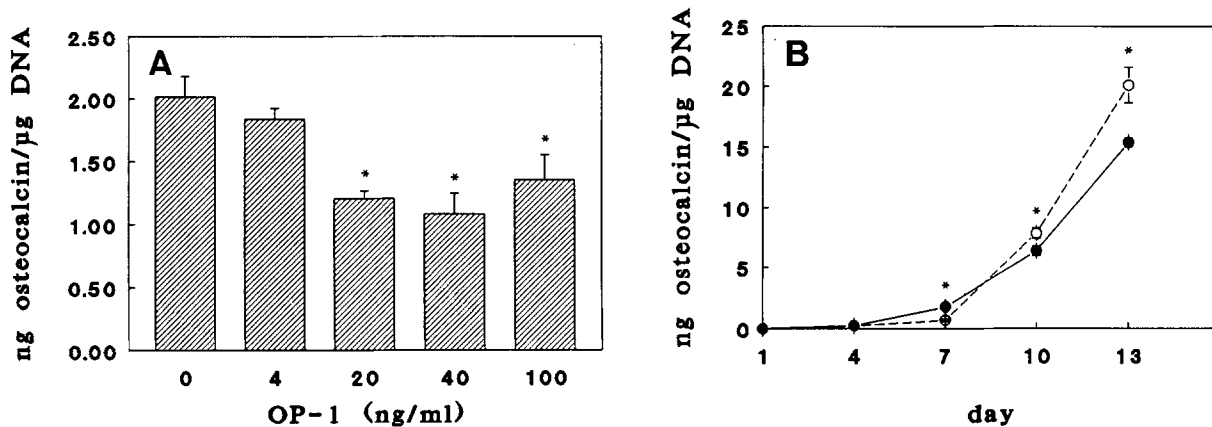 A
ng osteocalcin/µg DNA
2.50
2.00
1.50
1.00
0.50
0.00
*
*
*
0 4 20 40 100
OP-1 (ng/ml)
B
ng osteocalcin/µg DNA
25
20
15
10
5
0
*
*
*
1 4 7 10 13
day